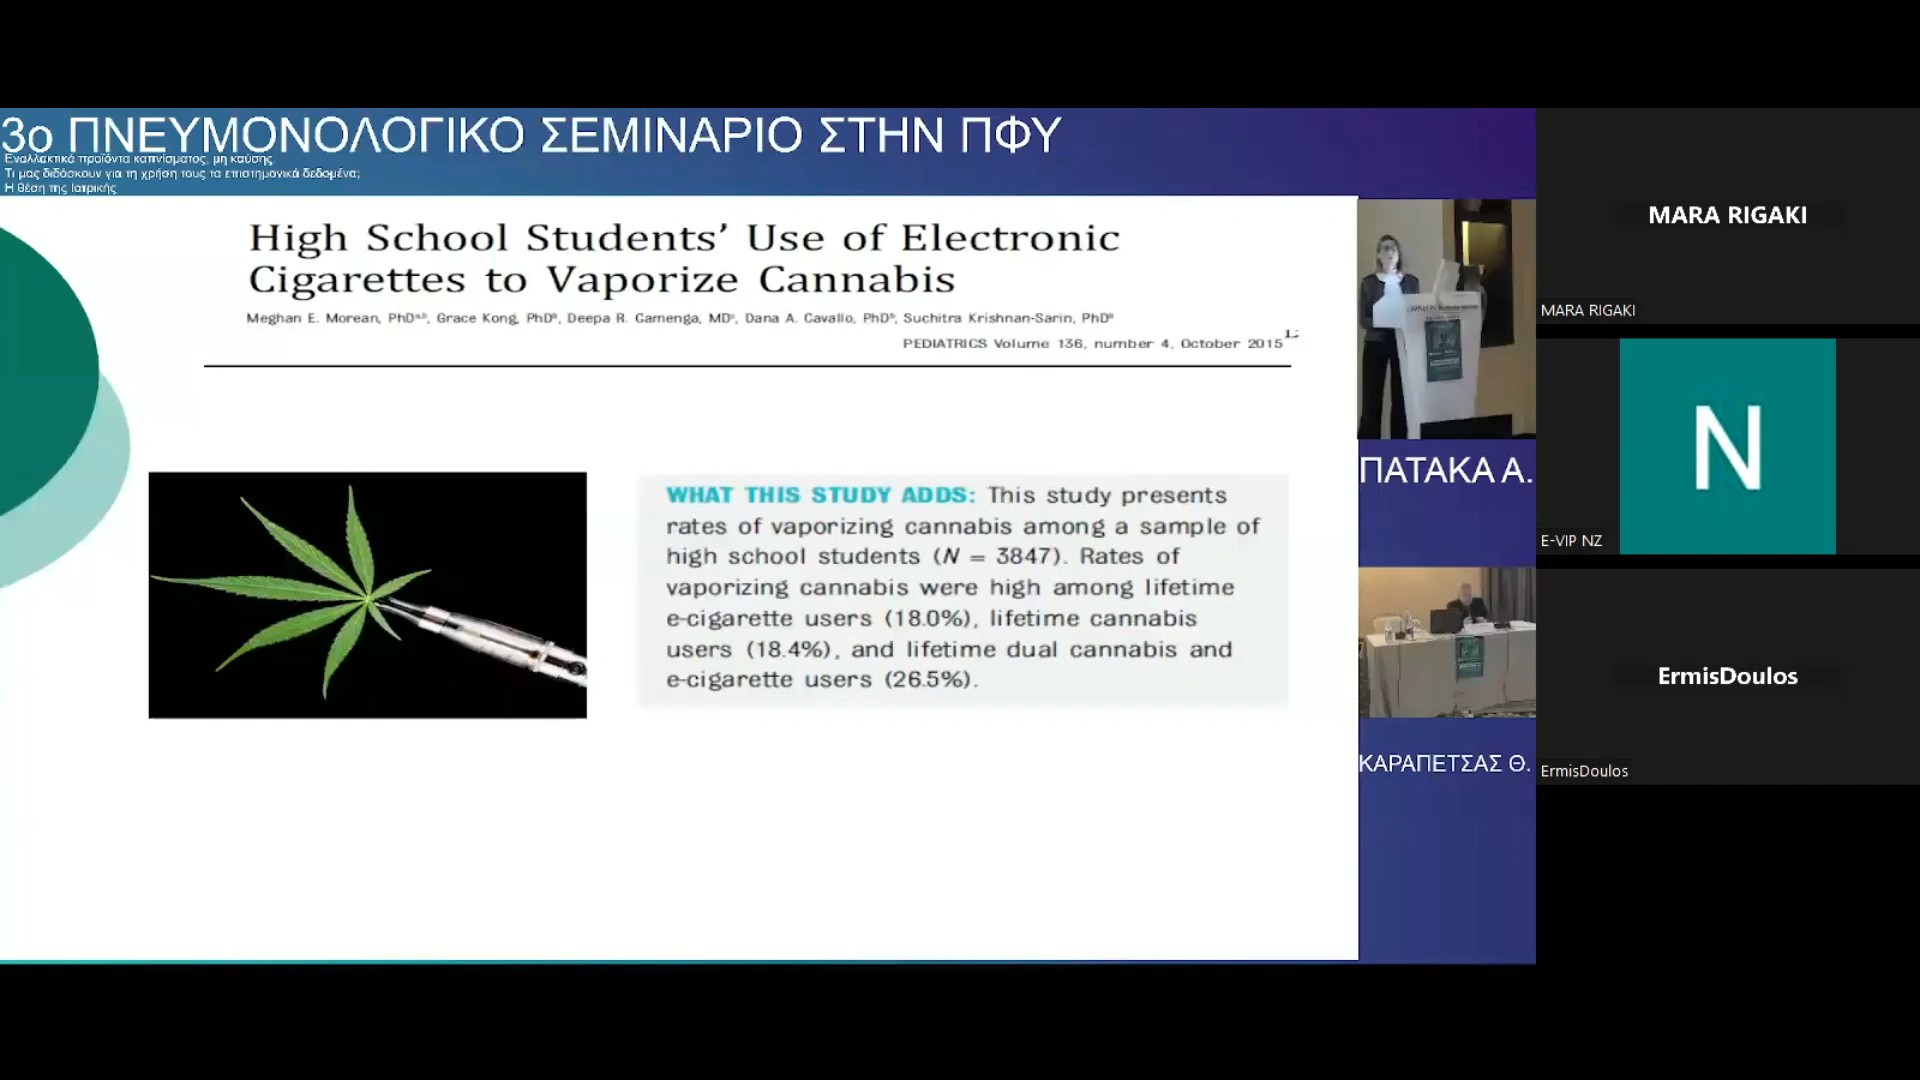 3ο ΠΝΕΥΜΟΝΟΛΟΓΙΚΟ ΣΕΜΙΝΑΡΙΟ ΣΤΗΝ ΠΦΥ
Εναλλακτικά προϊόντα καπνίσματος, μη καύσης.
Τι μας διδάσκουν για τη χρήση τους τα επιστημονικά δεδομένα;
Η θέση της Ιατρικής
High School Students’ Use of Electronic
Cigarettes to Vaporize Cannabis
Meghan E. Morean, PhDᵃ,ᵇ, Grace Kong, PhDᵇ, Deepa R. Camenga, MDᶜ, Dana A. Cavallo, PhDᵇ, Suchitra Krishnan-Sarin, PhDᵇ
PEDIATRICS Volume 136, number 4, October 2015
WHAT THIS STUDY ADDS: This study presents
rates of vaporizing cannabis among a sample of
high school students (N = 3847). Rates of
vaporizing cannabis were high among lifetime
e-cigarette users (18.0%), lifetime cannabis
users (18.4%), and lifetime dual cannabis and
e-cigarette users (26.5%).
ΠΑΤΑΚΑ Α.
ΚΑΡΑΠΕΤΣΑΣ Θ.
MARA RIGAKI
MARA RIGAKI
N
E-VIP NZ
ErmisDoulos
ErmisDoulos